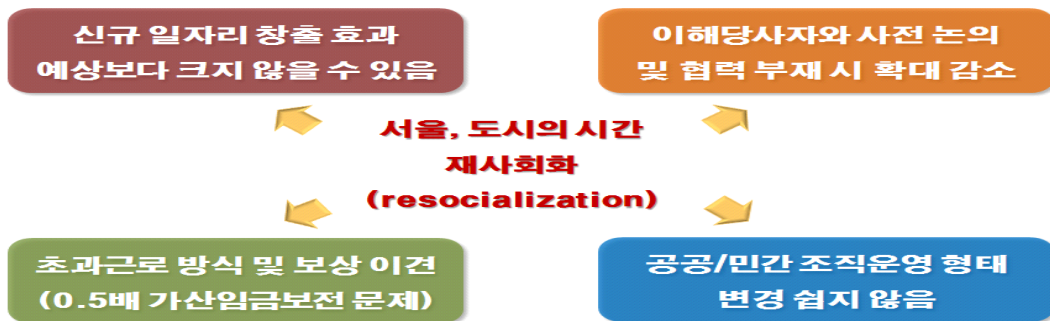 신규 일자리 창출 효과
예상보다 크지 않을 수 있음
이해당사자와 사전 논의
및 협력 부재 시 확대 감소
서울, 도시의 시간
재사회화
(resocialization)
초과근로 방식 및 보상 이견
(0.5배 가산임금보전 문제)
공공/민간 조직운영 형태
변경 쉽지 않음